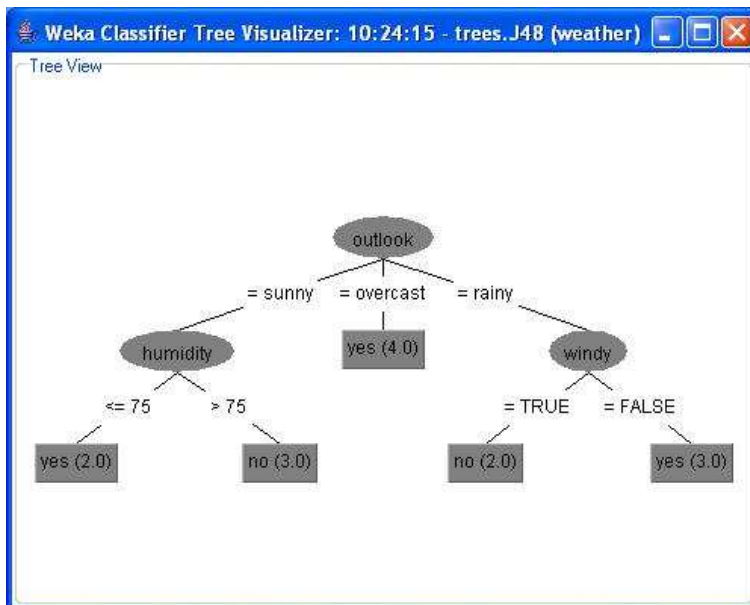 Weka Classifier Tree Visualizer: 10:24:15 - trees.J48 (weather)
Tree View
outlook
= sunny = overcast = rainy
humidity yes (4.0) windy
<= 75 > 75 = TRUE = FALSE
yes (2.0) no (3.0) no (2.0) yes (3.0)